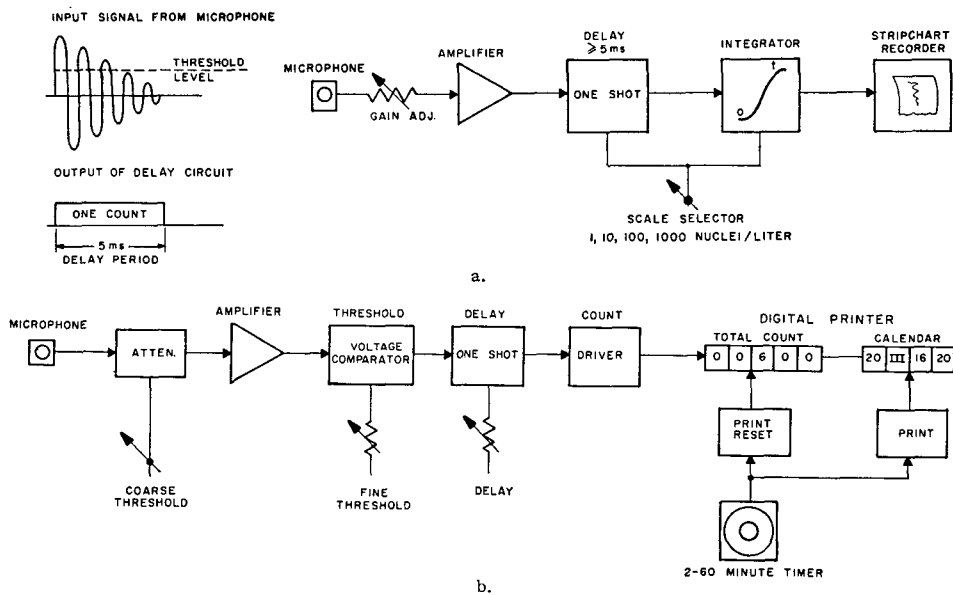 INPUT SIGNAL FROM MICROPHONE
THRESHOLD
LEVEL
OUTPUT OF DELAY CIRCUIT
ONE COUNT
5 ms
DELAY PERIOD
MICROPHONE
GAIN ADJ.
AMPLIFIER
DELAY
⩾ 5 ms
ONE SHOT
INTEGRATOR
t
0
STRIPCHART
RECORDER
SCALE SELECTOR
1, 10, 100, 1000 NUCLEI/LITER
a.
MICROPHONE
ATTEN.
COARSE
THRESHOLD
AMPLIFIER
THRESHOLD
VOLTAGE
COMPARATOR
FINE
THRESHOLD
DELAY
ONE SHOT
DELAY
COUNT
DRIVER
DIGITAL PRINTER
TOTAL COUNT
0 0 6 0 0
CALENDAR
20 III 16 20
PRINT
RESET
PRINT
2-60 MINUTE TIMER
b.